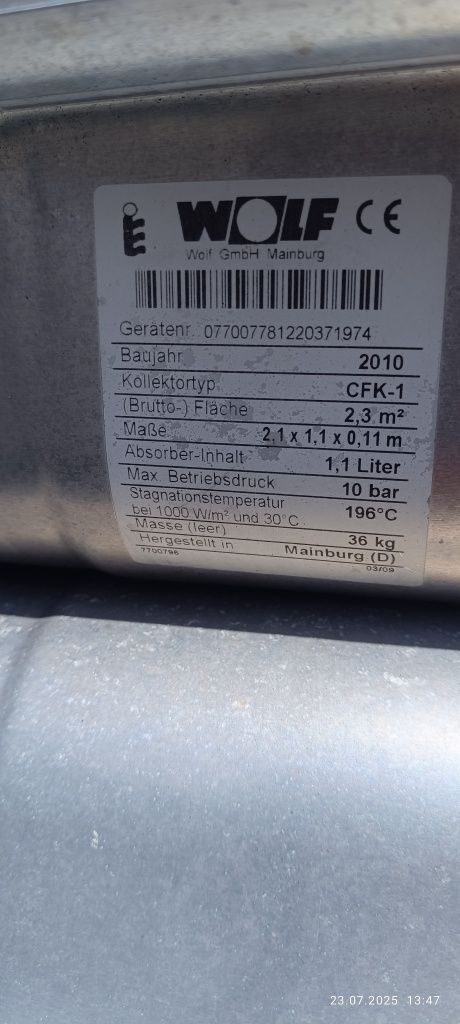 WOLF CE
Wolf GmbH Mainburg
Gerätenr. 077007781220371974
Baujahr 2010
Kollektortyp CFK-1
(Brutto-) Fläche 2,3 m²
Maße 2,1 x 1,1 x 0,11 m
Absorber-Inhalt 1,1 Liter
Max. Betriebsdruck 10 bar
Stagnationstemperatur
bei 1000 W/m² und 30°C 196°C
Masse (leer) 36 kg
Hergestellt in Mainburg (D)
7700796 03/09
23.07.2025 13:47